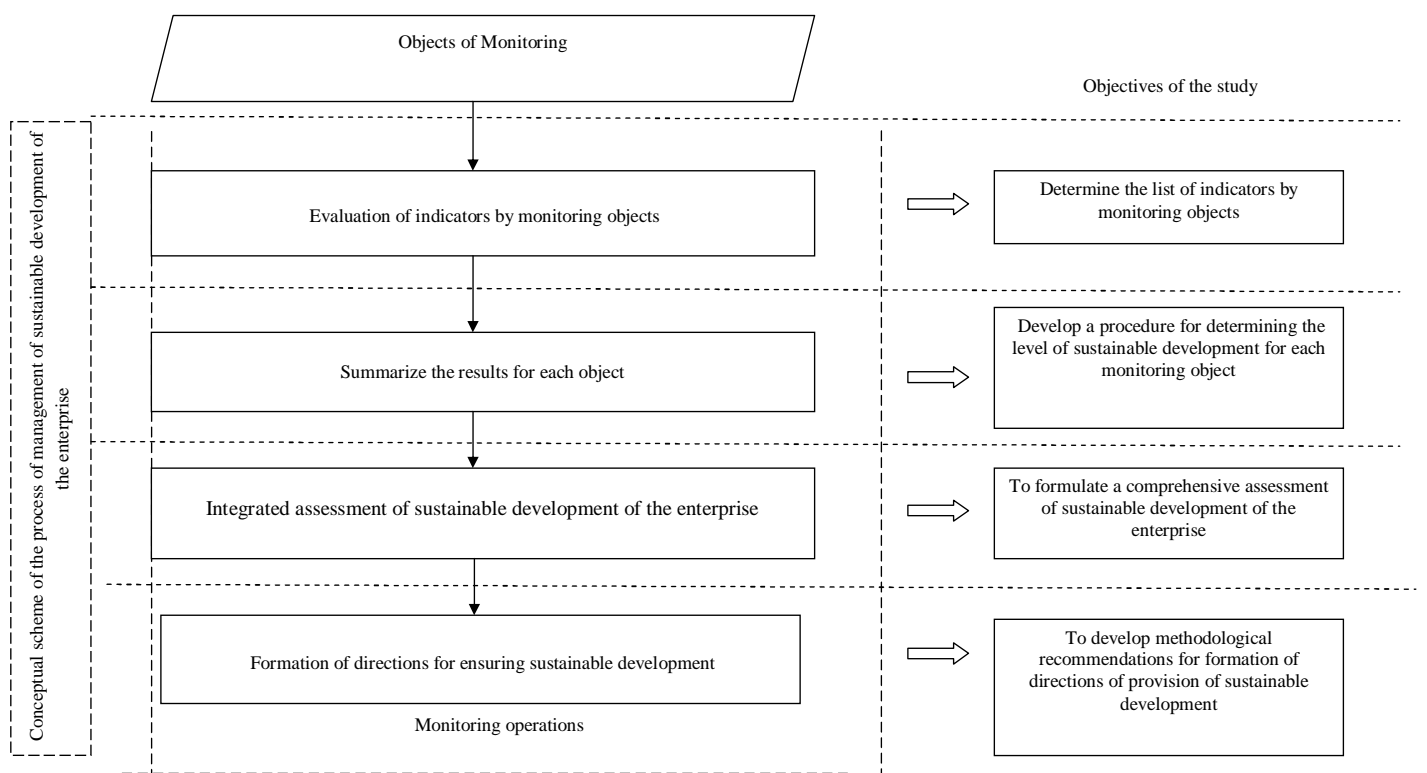 Objects of Monitoring
Objectives of the study
Conceptual scheme of the process of management of sustainable development of
the enterprise
Evaluation of indicators by monitoring objects
Determine the list of indicators by
monitoring objects
Summarize the results for each object
Develop a procedure for determining the
level of sustainable development for each
monitoring object
Integrated assessment of sustainable development of the enterprise
To formulate a comprehensive assessment
of sustainable development of the
enterprise
Formation of directions for ensuring sustainable development
To develop methodological
recommendations for formation of
directions of provision of sustainable
development
Monitoring operations